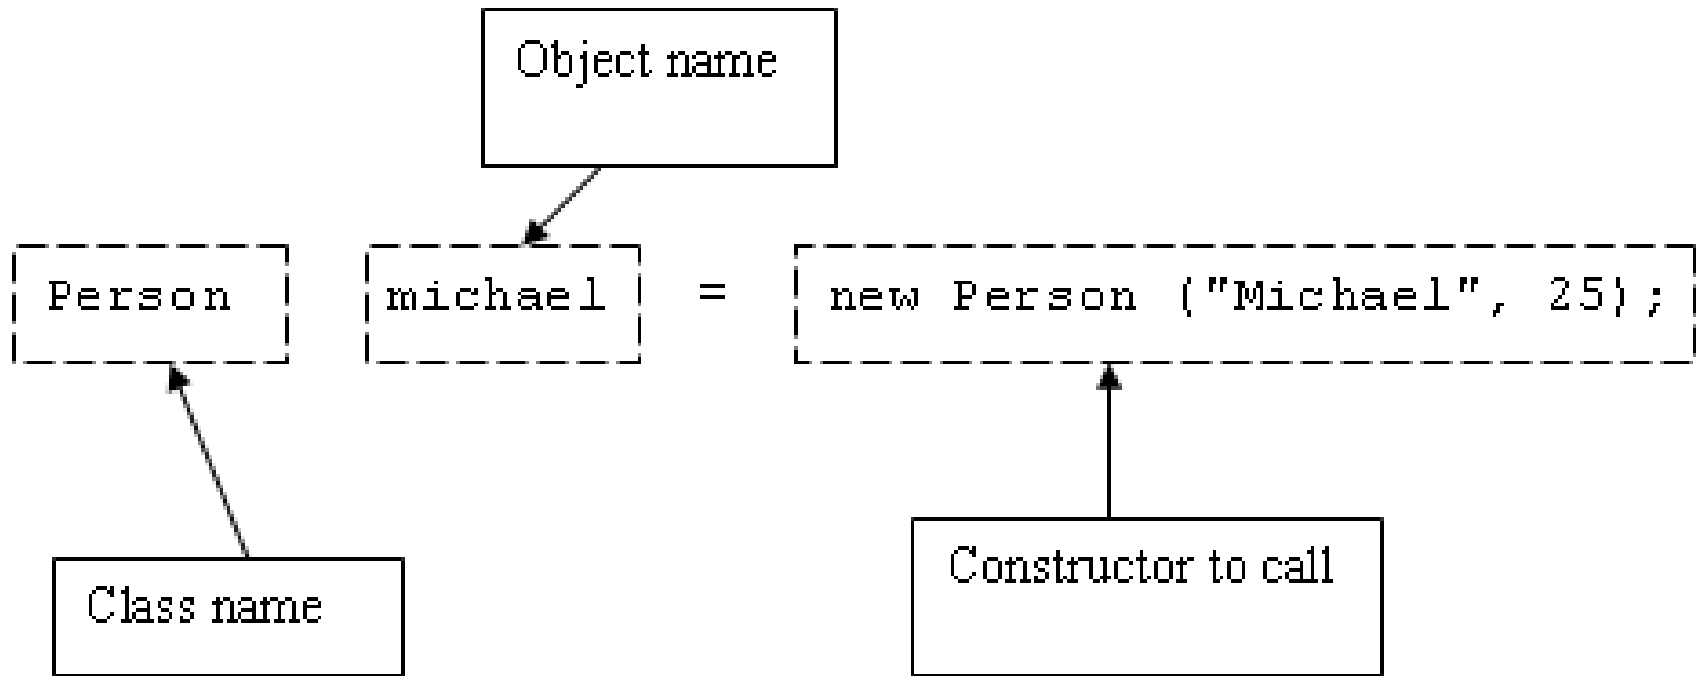 Object name
Person michael = new Person ("Michael", 25);
Class name
Constructor to call